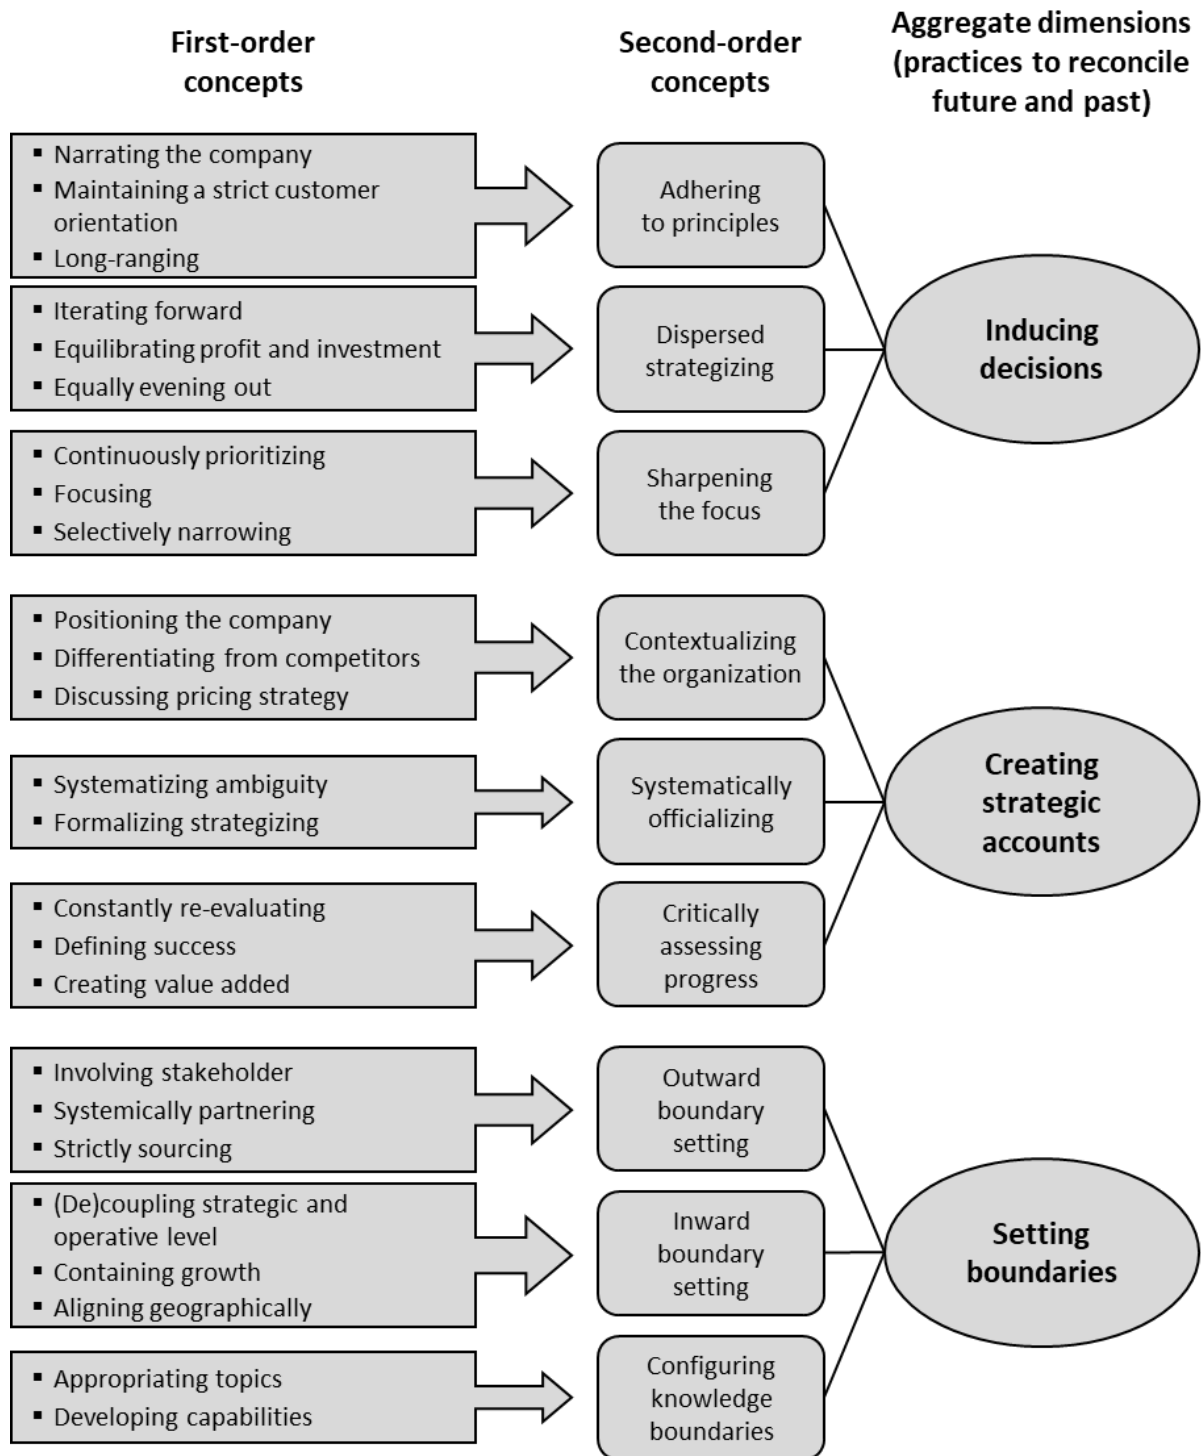 First-order
concepts
Second-order
concepts
Aggregate dimensions
(practices to reconcile
future and past)
▪ Narrating the company
▪ Maintaining a strict customer
orientation
▪ Long-ranging
Adhering
to principles
▪ Iterating forward
▪ Equilibrating profit and investment
▪ Equally evening out
Dispersed
strategizing
▪ Continuously prioritizing
▪ Focusing
▪ Selectively narrowing
Sharpening
the focus
Inducing
decisions
▪ Positioning the company
▪ Differentiating from competitors
▪ Discussing pricing strategy
Contextualizing
the organization
▪ Systematizing ambiguity
▪ Formalizing strategizing
Systematically
officializing
▪ Constantly re-evaluating
▪ Defining success
▪ Creating value added
Critically
assessing
progress
Creating
strategic
accounts
▪ Involving stakeholder
▪ Systemically partnering
▪ Strictly sourcing
Outward
boundary
setting
▪ (De)coupling strategic and
operative level
▪ Containing growth
▪ Aligning geographically
Inward
boundary
setting
▪ Appropriating topics
▪ Developing capabilities
Configuring
knowledge
boundaries
Setting
boundaries